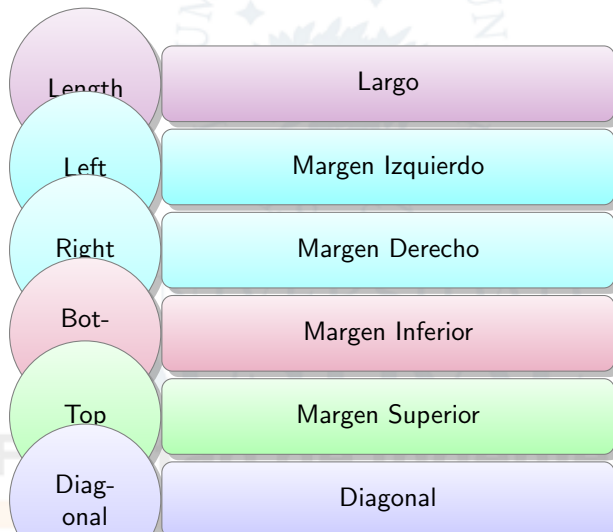 Length
Largo
Left
Margen Izquierdo
Right
Margen Derecho
Bot-
Margen Inferior
Top
Margen Superior
Diag-
onal
Diagonal